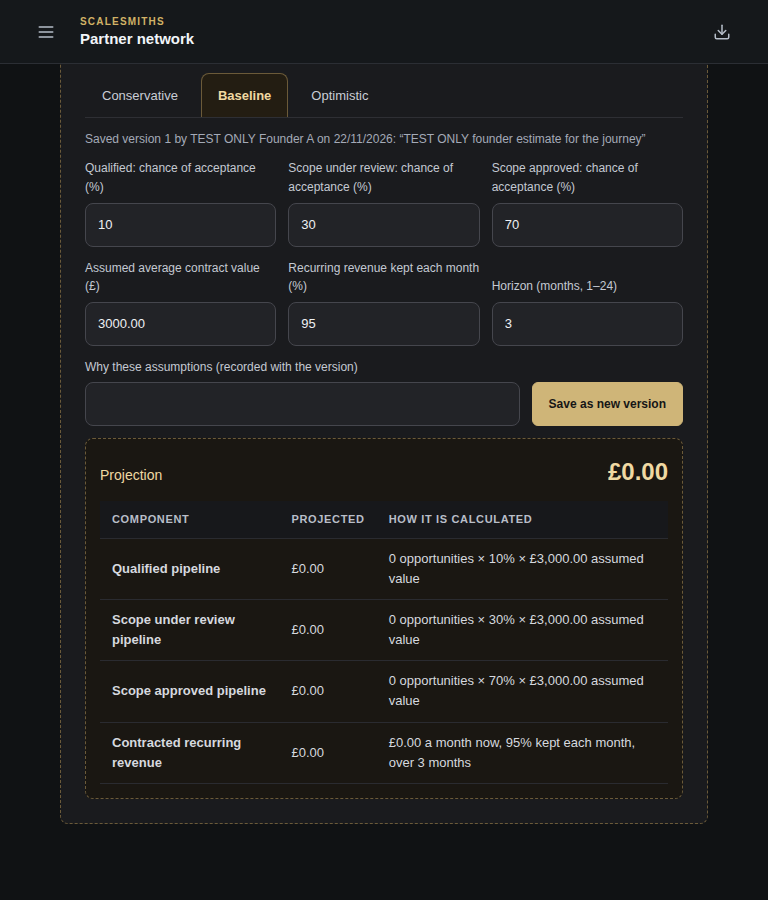 SCALESMITHS
Partner network
Conservative
Baseline
Optimistic
Saved version 1 by TEST ONLY Founder A on 22/11/2026: “TEST ONLY founder estimate for the journey”
Qualified: chance of acceptance
(%)
Scope under review: chance of
acceptance (%)
Scope approved: chance of
acceptance (%)
10
30
70
Assumed average contract value
(£)
Recurring revenue kept each month
(%)
Horizon (months, 1–24)
3000.00
95
3
Why these assumptions (recorded with the version)
Save as new version
Projection
£0.00
COMPONENT
PROJECTED
HOW IT IS CALCULATED
Qualified pipeline
£0.00
0 opportunities × 10% × £3,000.00 assumed
value
Scope under review
pipeline
£0.00
0 opportunities × 30% × £3,000.00 assumed
value
Scope approved pipeline
£0.00
0 opportunities × 70% × £3,000.00 assumed
value
Contracted recurring
revenue
£0.00
£0.00 a month now, 95% kept each month,
over 3 months